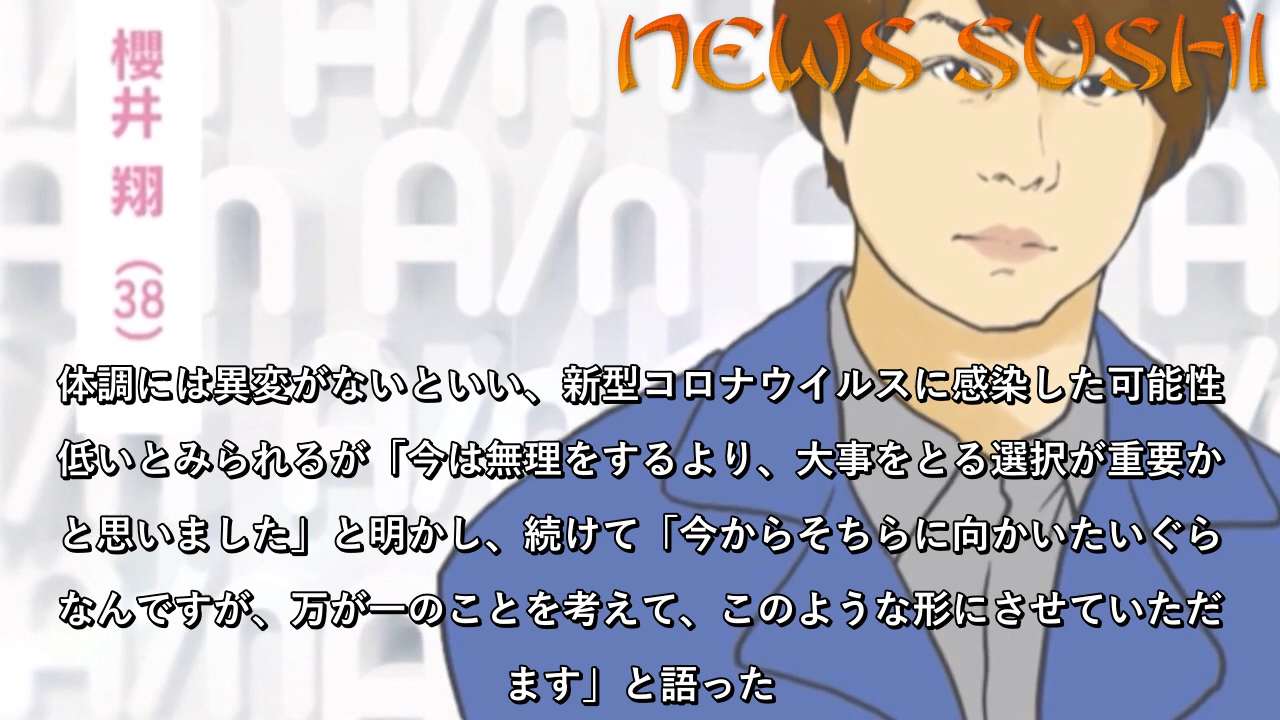 NEWS SUSHI
櫻井 翔 (38)
体調には異変がないといい、新型コロナウイルスに感染した可能性
低いとみられるが「今は無理をするより、大事をとる選択が重要か
と思いました」と明かし、続けて「今からそちらに向かいたいぐら
なんですが、万が一のことを考えて、このような形にさせていただ
ます」と語った